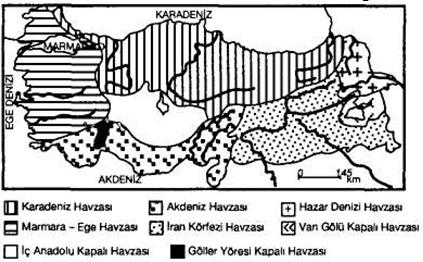 KARADENİZ
MARMARA
EGE DENİZİ
AKDENİZ
0 145
km
Karadeniz Havzası
Akdeniz Havzası
Hazar Denizi Havzası
Marmara – Ege Havzası
İran Körfezi Havzası
Van Gölü Kapalı Havzası
İç Anadolu Kapalı Havzası
Göller Yöresi Kapalı Havzası